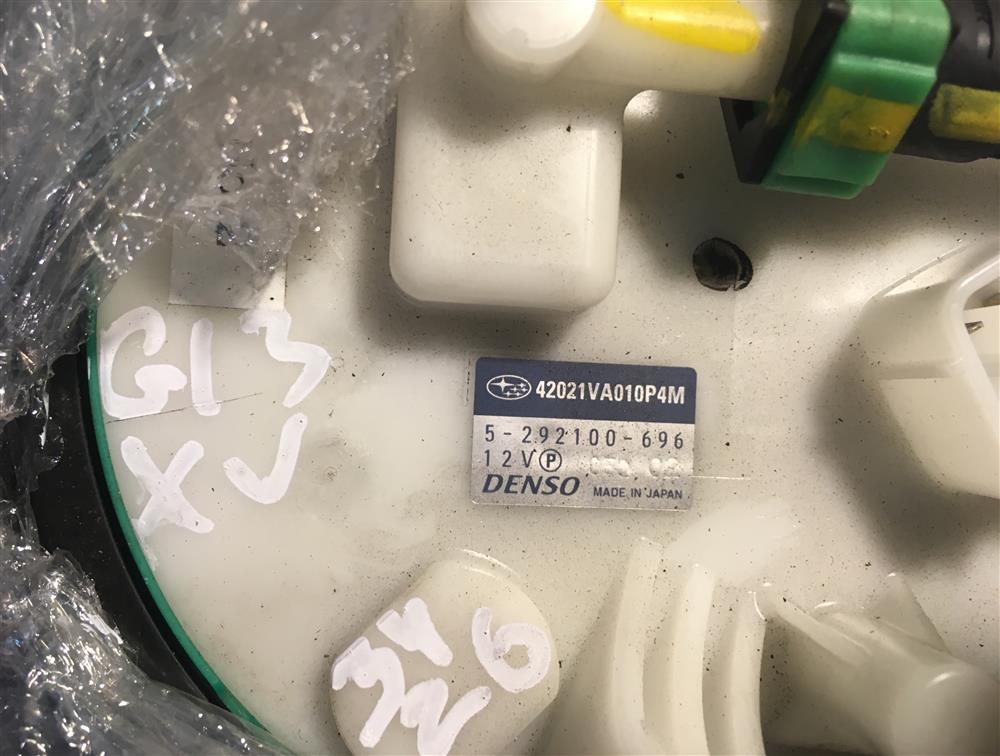 G13
XV
42021VA010P4M
5-292100-696
12V Ⓟ
DENSO MADE IN JAPAN